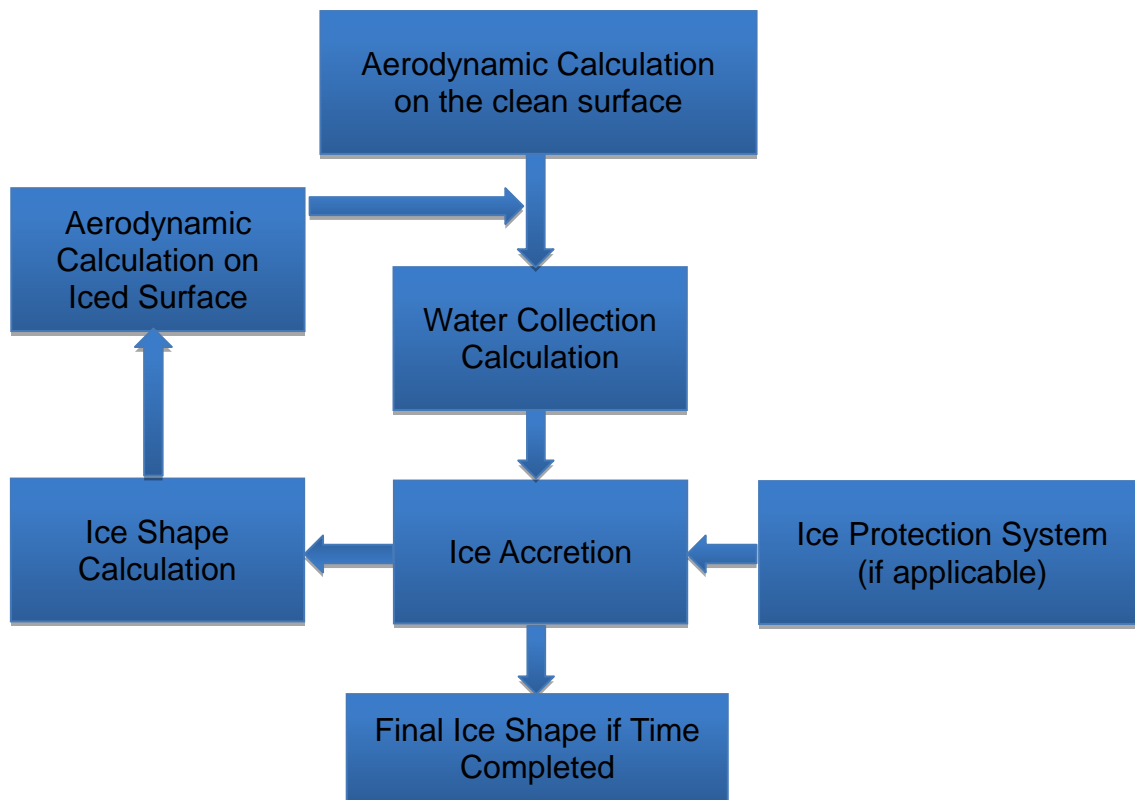 Aerodynamic Calculation
on the clean surface
Aerodynamic
Calculation on
Iced Surface
Water Collection
Calculation
Ice Shape
Calculation
Ice Accretion
Ice Protection System
(if applicable)
Final Ice Shape if Time
Completed